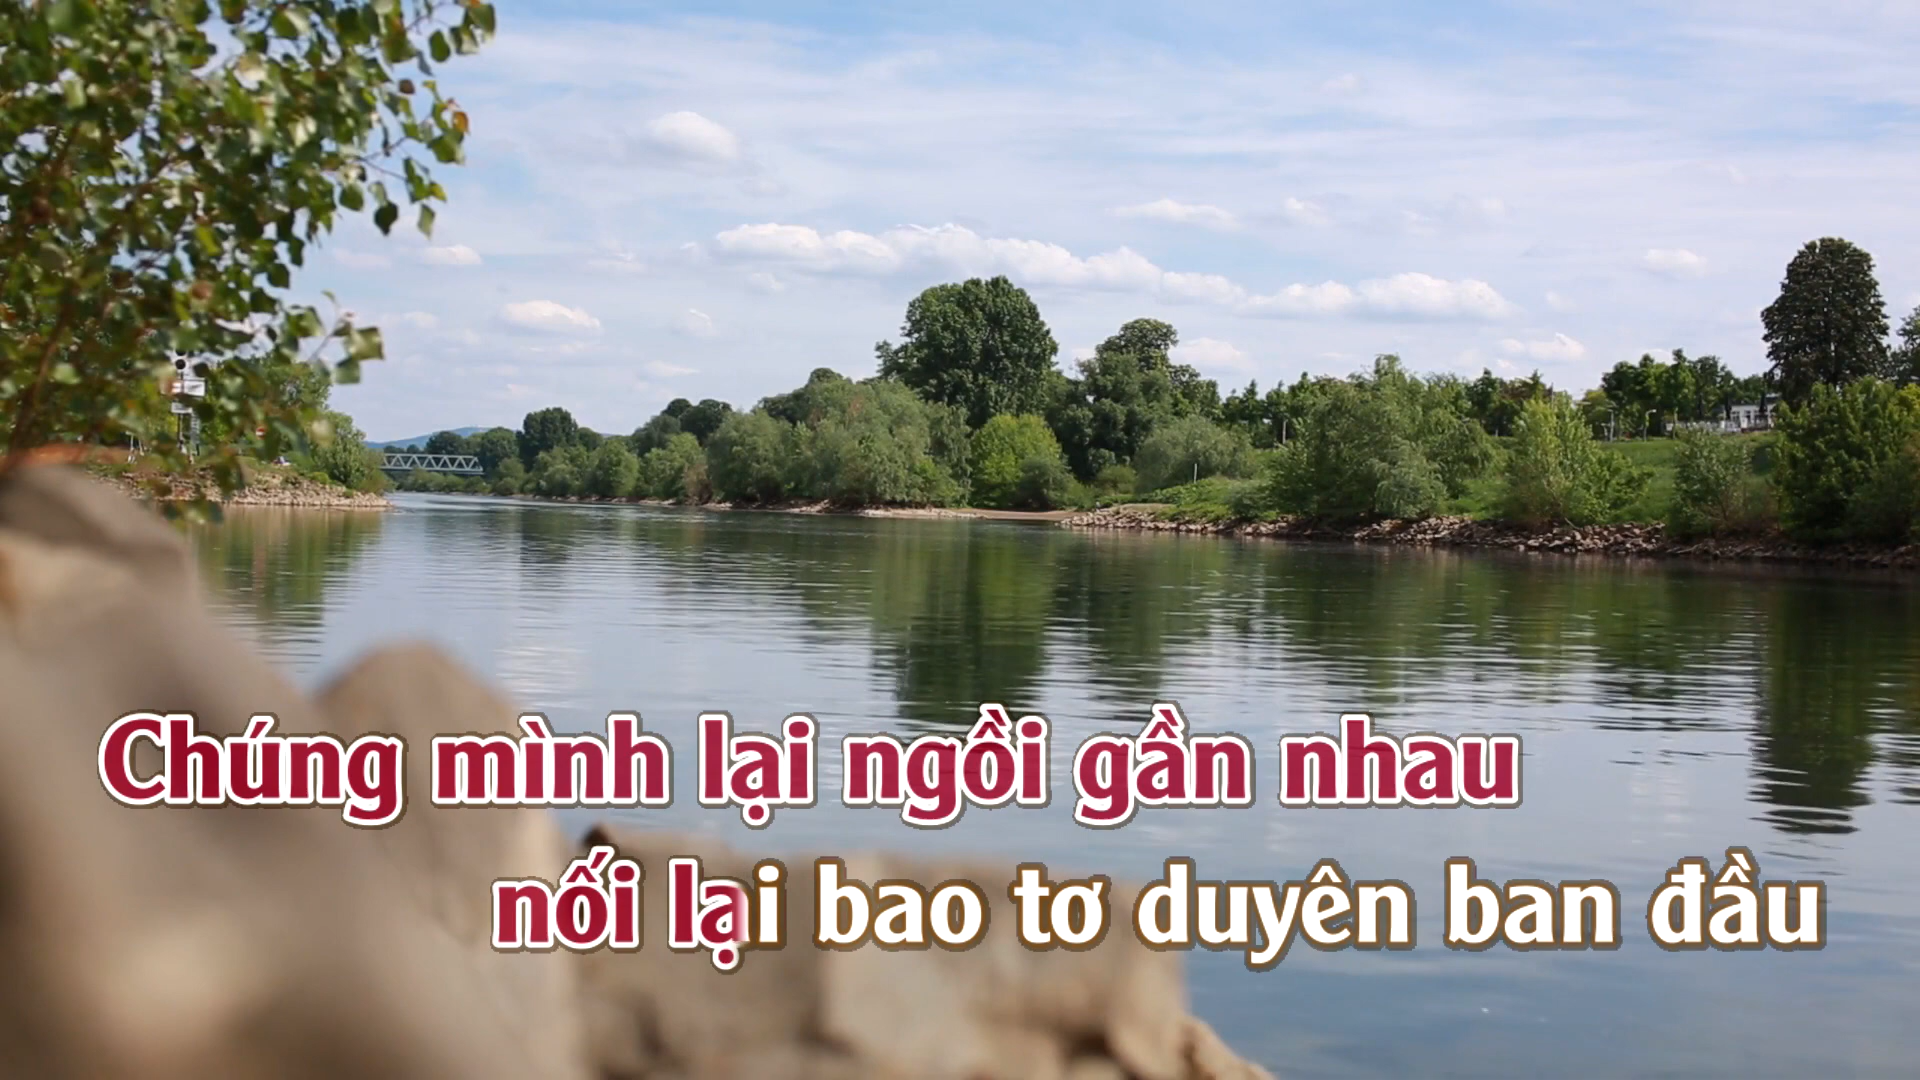 Chúng mình lại ngồi gần nhau
nối lại bao tơ duyên ban đầu